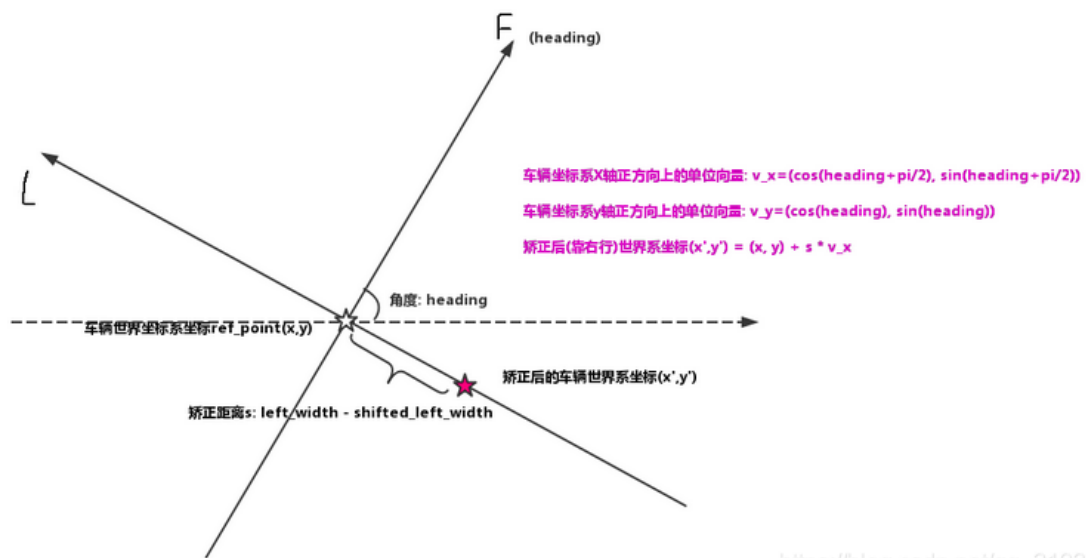 F (heading)
L
车辆坐标系X轴正方向上的单位向量: v_x=(cos(heading+pi/2), sin(heading+pi/2))
车辆坐标系y轴正方向上的单位向量: v_y=(cos(heading), sin(heading))
矫正后(靠右行)世界系坐标(x',y') = (x, y) + s * v_x
角度: heading
车辆世界坐标系坐标ref_point(x,y)
矫正后的车辆世界系坐标(x',y')
矫正距离s: left_width - shifted_left_width